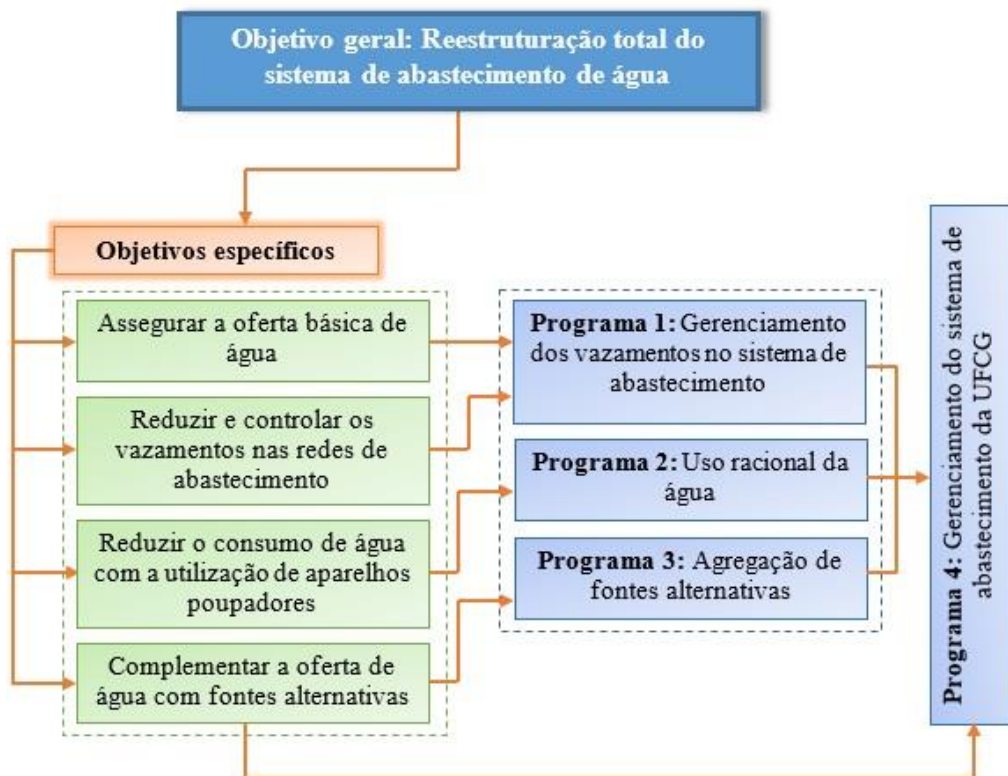 Objetivo geral: Reestruturação total do
sistema de abastecimento de água
Objetivos específicos
Assegurar a oferta básica de
água
Reduzir e controlar os
vazamentos nas redes de
abastecimento
Reduzir o consumo de água
com a utilização de aparelhos
poupadores
Complementar a oferta de
água com fontes alternativas
Programa 1: Gerenciamento
dos vazamentos no sistema de
abastecimento
Programa 2: Uso racional da
água
Programa 3: Agregação de
fontes alternativas
Programa 4: Gerenciamento do sistema de
abastecimento da UFCG